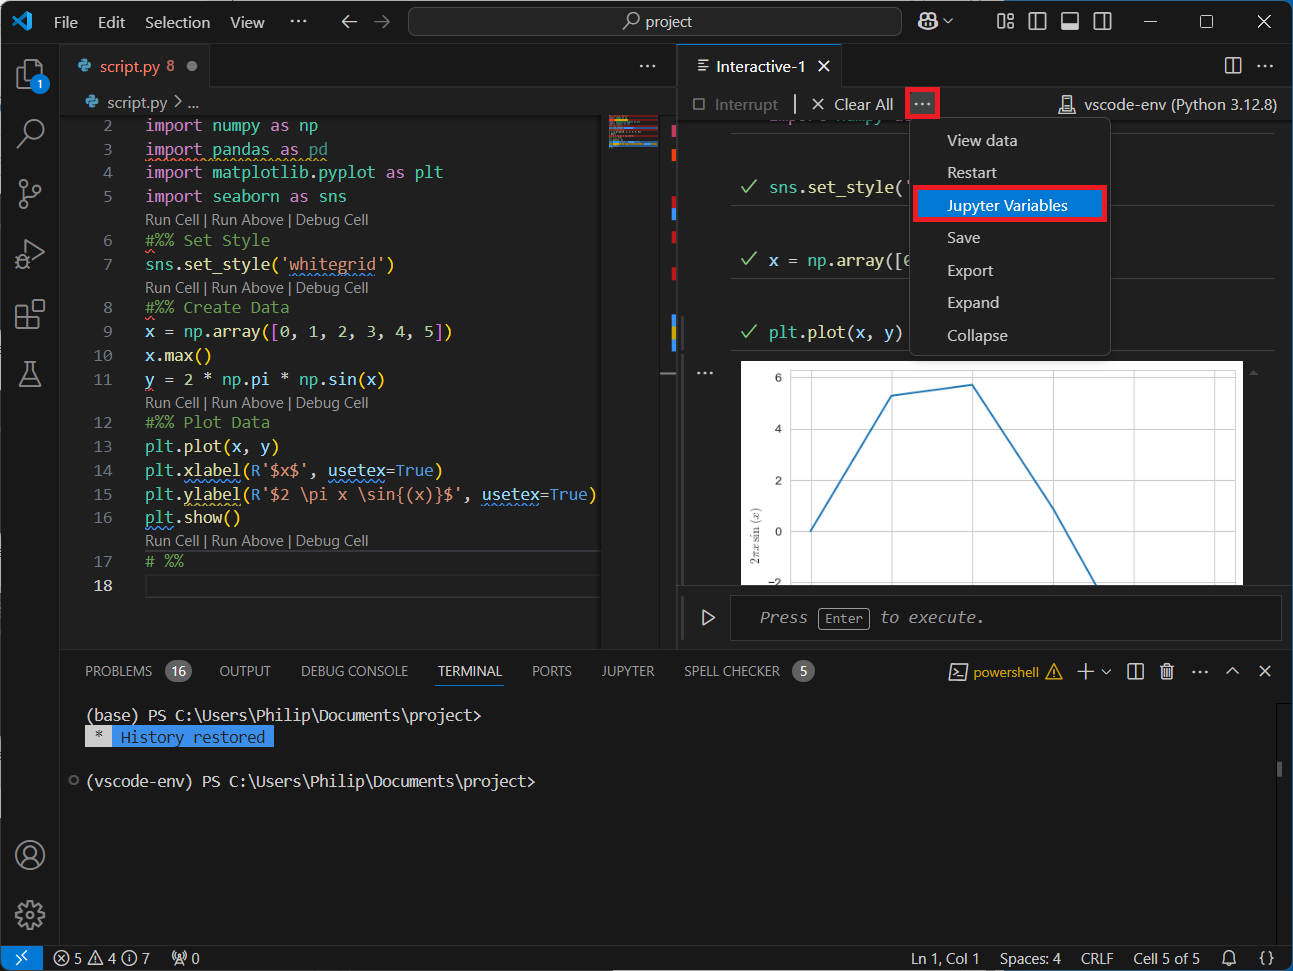 File Edit Selection View ··· project
script.py 8
script.py > ...
2 import numpy as np
3 import pandas as pd
4 import matplotlib.pyplot as plt
5 import seaborn as sns
Run Cell | Run Above | Debug Cell
6 #%% Set Style
7 sns.set_style('whitegrid')
Run Cell | Run Above | Debug Cell
8 #%% Create Data
9 x = np.array([0, 1, 2, 3, 4, 5])
10 x.max()
11 y = 2 * np.pi * np.sin(x)
Run Cell | Run Above | Debug Cell
12 #%% Plot Data
13 plt.plot(x, y)
14 plt.xlabel(R'$x$', usetex=True)
15 plt.ylabel(R'$2 \pi x \sin{(x)}$', usetex=True)
16 plt.show()
Run Cell | Run Above | Debug Cell
17 # %%
18
Interactive-1
Interrupt | Clear All ··· vscode-env (Python 3.12.8)
View data
Restart
Jupyter Variables
Save
Export
Expand
Collapse
sns.set_style('
x = np.array([0
plt.plot(x, y)
6
4
2
0
-2
2πx sin (x)
Press Enter to execute.
PROBLEMS 16 OUTPUT DEBUG CONSOLE TERMINAL PORTS JUPYTER SPELL CHECKER 5 powershell
(base) PS C:\Users\Philip\Documents\project>
* History restored
(vscode-env) PS C:\Users\Philip\Documents\project>
1
5 4 7 0 Ln 1, Col 1 Spaces: 4 CRLF Cell 5 of 5 {}